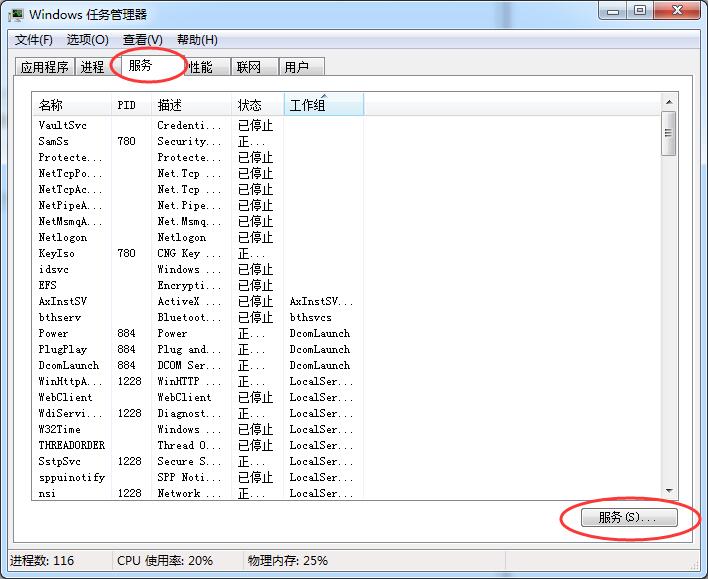 Windows 任务管理器
文件(F) 选项(O) 查看(V) 帮助(H)
应用程序 进程 服务 性能 联网 用户
名称 PID 描述 状态 工作组
VaultSvc Credenti... 已停止
SamSs 780 Security... 正...
Protecte... Protecte... 已停止
NetTcpPo... Net.Tcp ... 已停止
NetTcpAc... Net.Tcp ... 已停止
NetPipeA... Net.Pipe... 已停止
NetMsmqA... Net.Msmq... 已停止
Netlogon Netlogon 已停止
KeyIso 780 CNG Key ... 正...
idsvc Windows ... 已停止
EFS Encrypti... 已停止
AxInstSV ActiveX ... 已停止 AxInstSV...
bthserv Bluetoot... 已停止 bthsvcs
Power 884 Power 正... DcomLaunch
PlugPlay 884 Plug and... 正... DcomLaunch
DcomLaunch 884 DCOM Ser... 正... DcomLaunch
WinHttpA... 1228 WinHTTP ... 正... LocalSer...
WebClient WebClient 已停止 LocalSer...
WdiServi... 1228 Diagnost... 正... LocalSer...
W32Time Windows ... 已停止 LocalSer...
THREADORDER Thread O... 已停止 LocalSer...
SstpSvc 1228 Secure S... 正... LocalSer...
sppuinotify SPP Noti... 已停止 LocalSer...
nsi 1228 Network ... 正... LocalSer...
服务(S)...
进程数: 116 CPU 使用率: 20% 物理内存: 25%